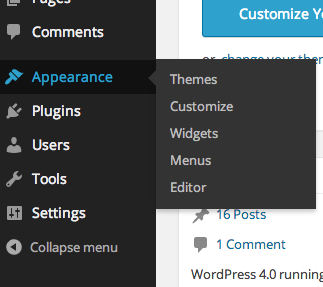 Pages
Customize Yo
Comments
or, change your them
Appearance
Themes
Customize
Plugins
Widgets
Users
Menus
Tools
Editor
Settings
16 Posts
Collapse menu
1 Comment
WordPress 4.0 running